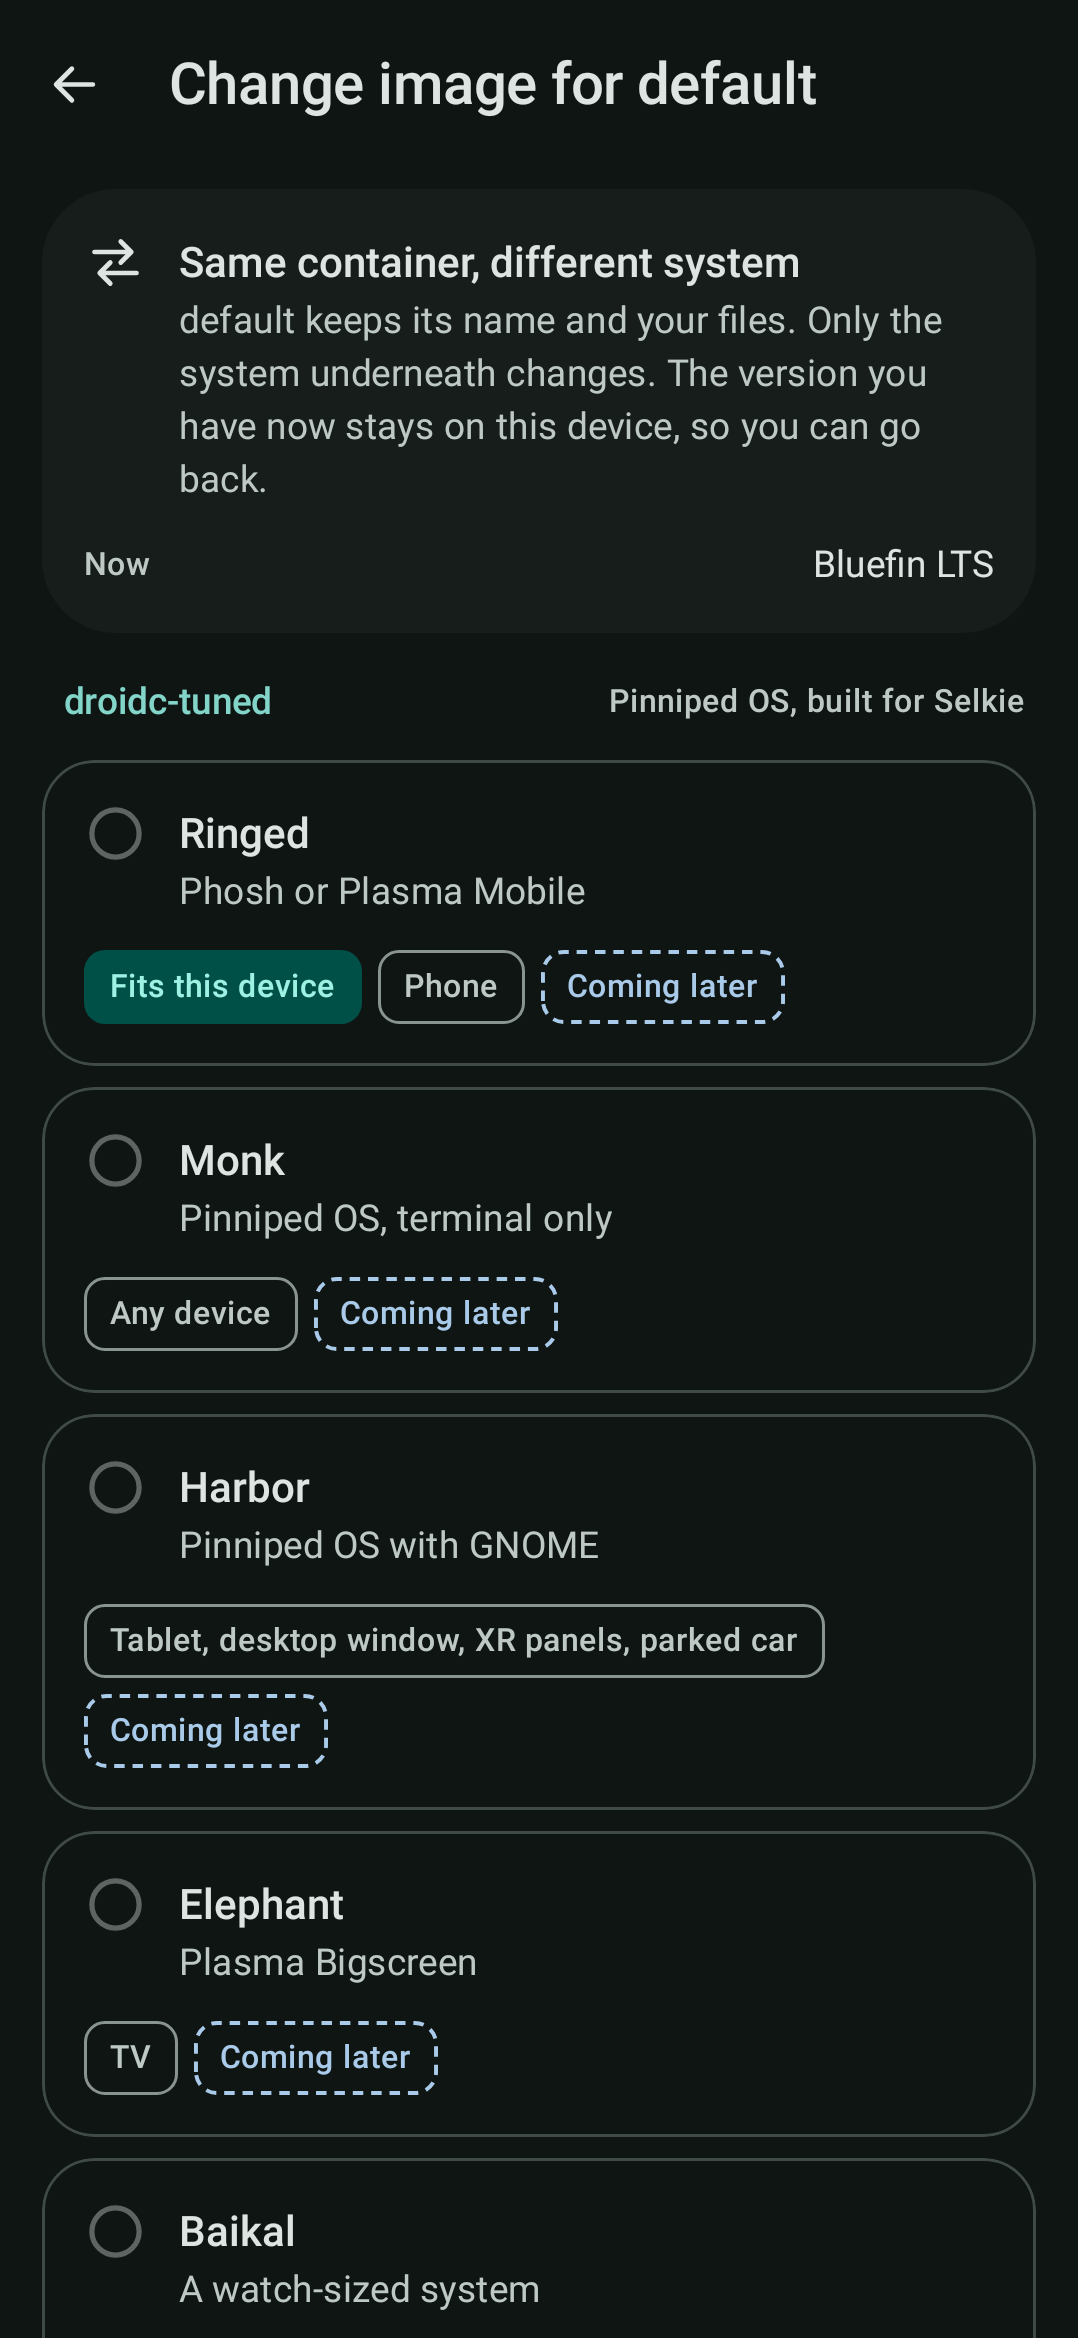 Change image for default
Same container, different system
default keeps its name and your files. Only the
system underneath changes. The version you
have now stays on this device, so you can go
back.
Now Bluefin LTS
droidc-tuned Pinniped OS, built for Selkie
Ringed
Phosh or Plasma Mobile
Fits this device Phone Coming later
Monk
Pinniped OS, terminal only
Any device Coming later
Harbor
Pinniped OS with GNOME
Tablet, desktop window, XR panels, parked car
Coming later
Elephant
Plasma Bigscreen
TV Coming later
Baikal
A watch-sized system